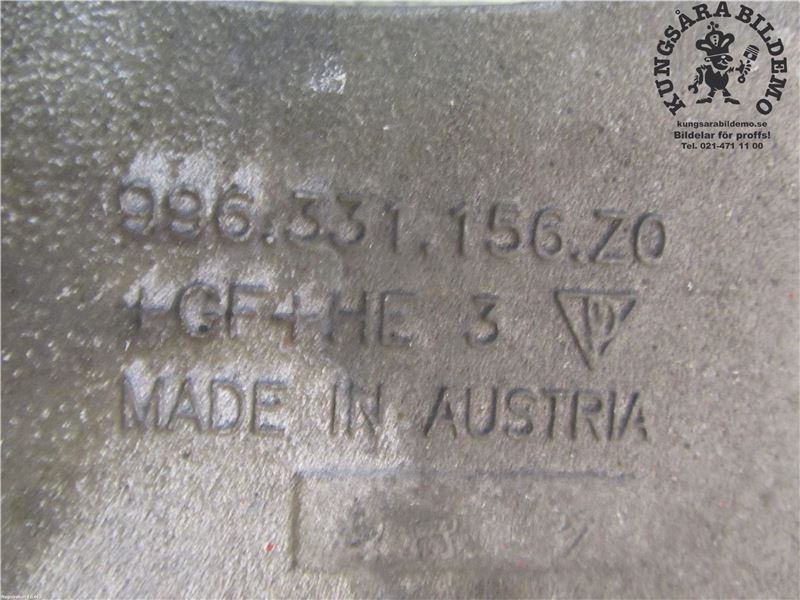 KUNGSÅRA BILDEMO
kungsarabildemo.se
Bildelar för proffs!
Tel. 021-471 11 00
996.331.156.Z0
+GF+HE 3
MADE IN AUSTRIA